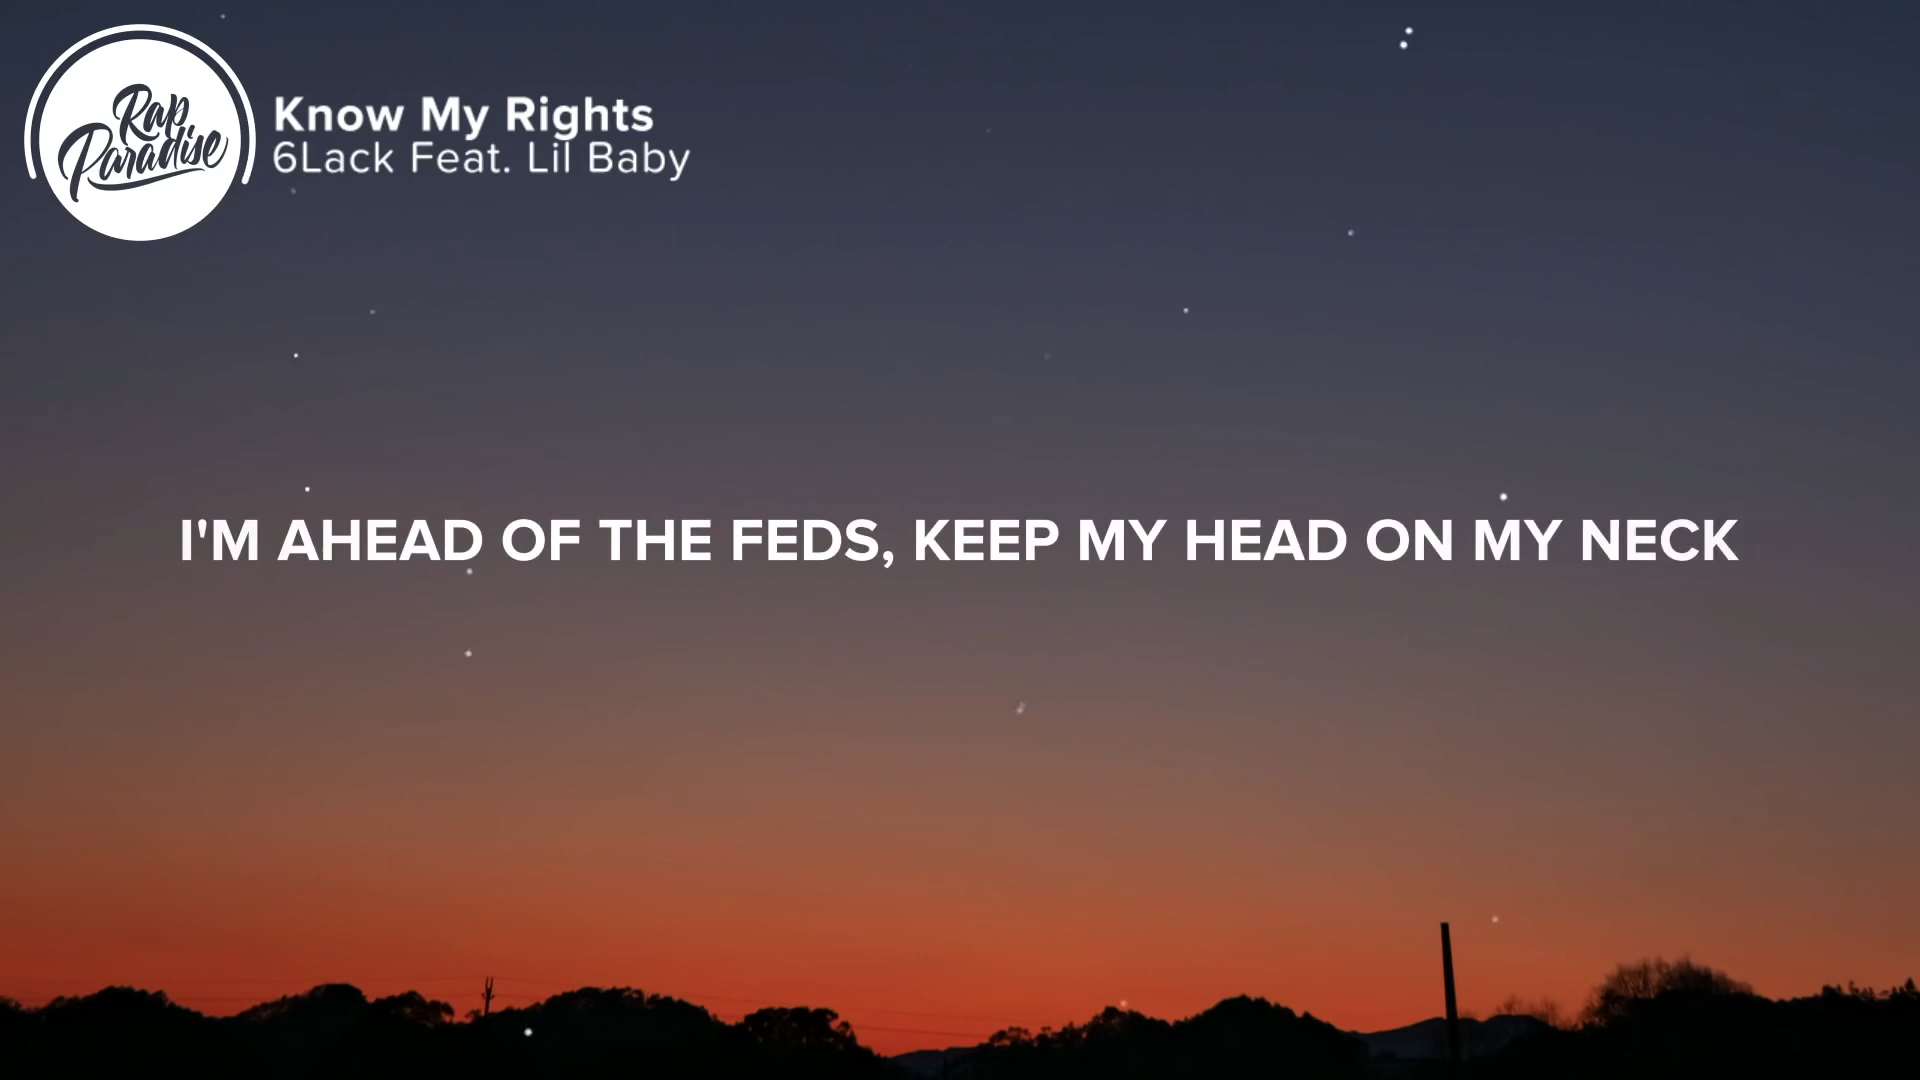 Rap
Paradise
Know My Rights
6Lack Feat. Lil Baby
I'M AHEAD OF THE FEDS, KEEP MY HEAD ON MY NECK